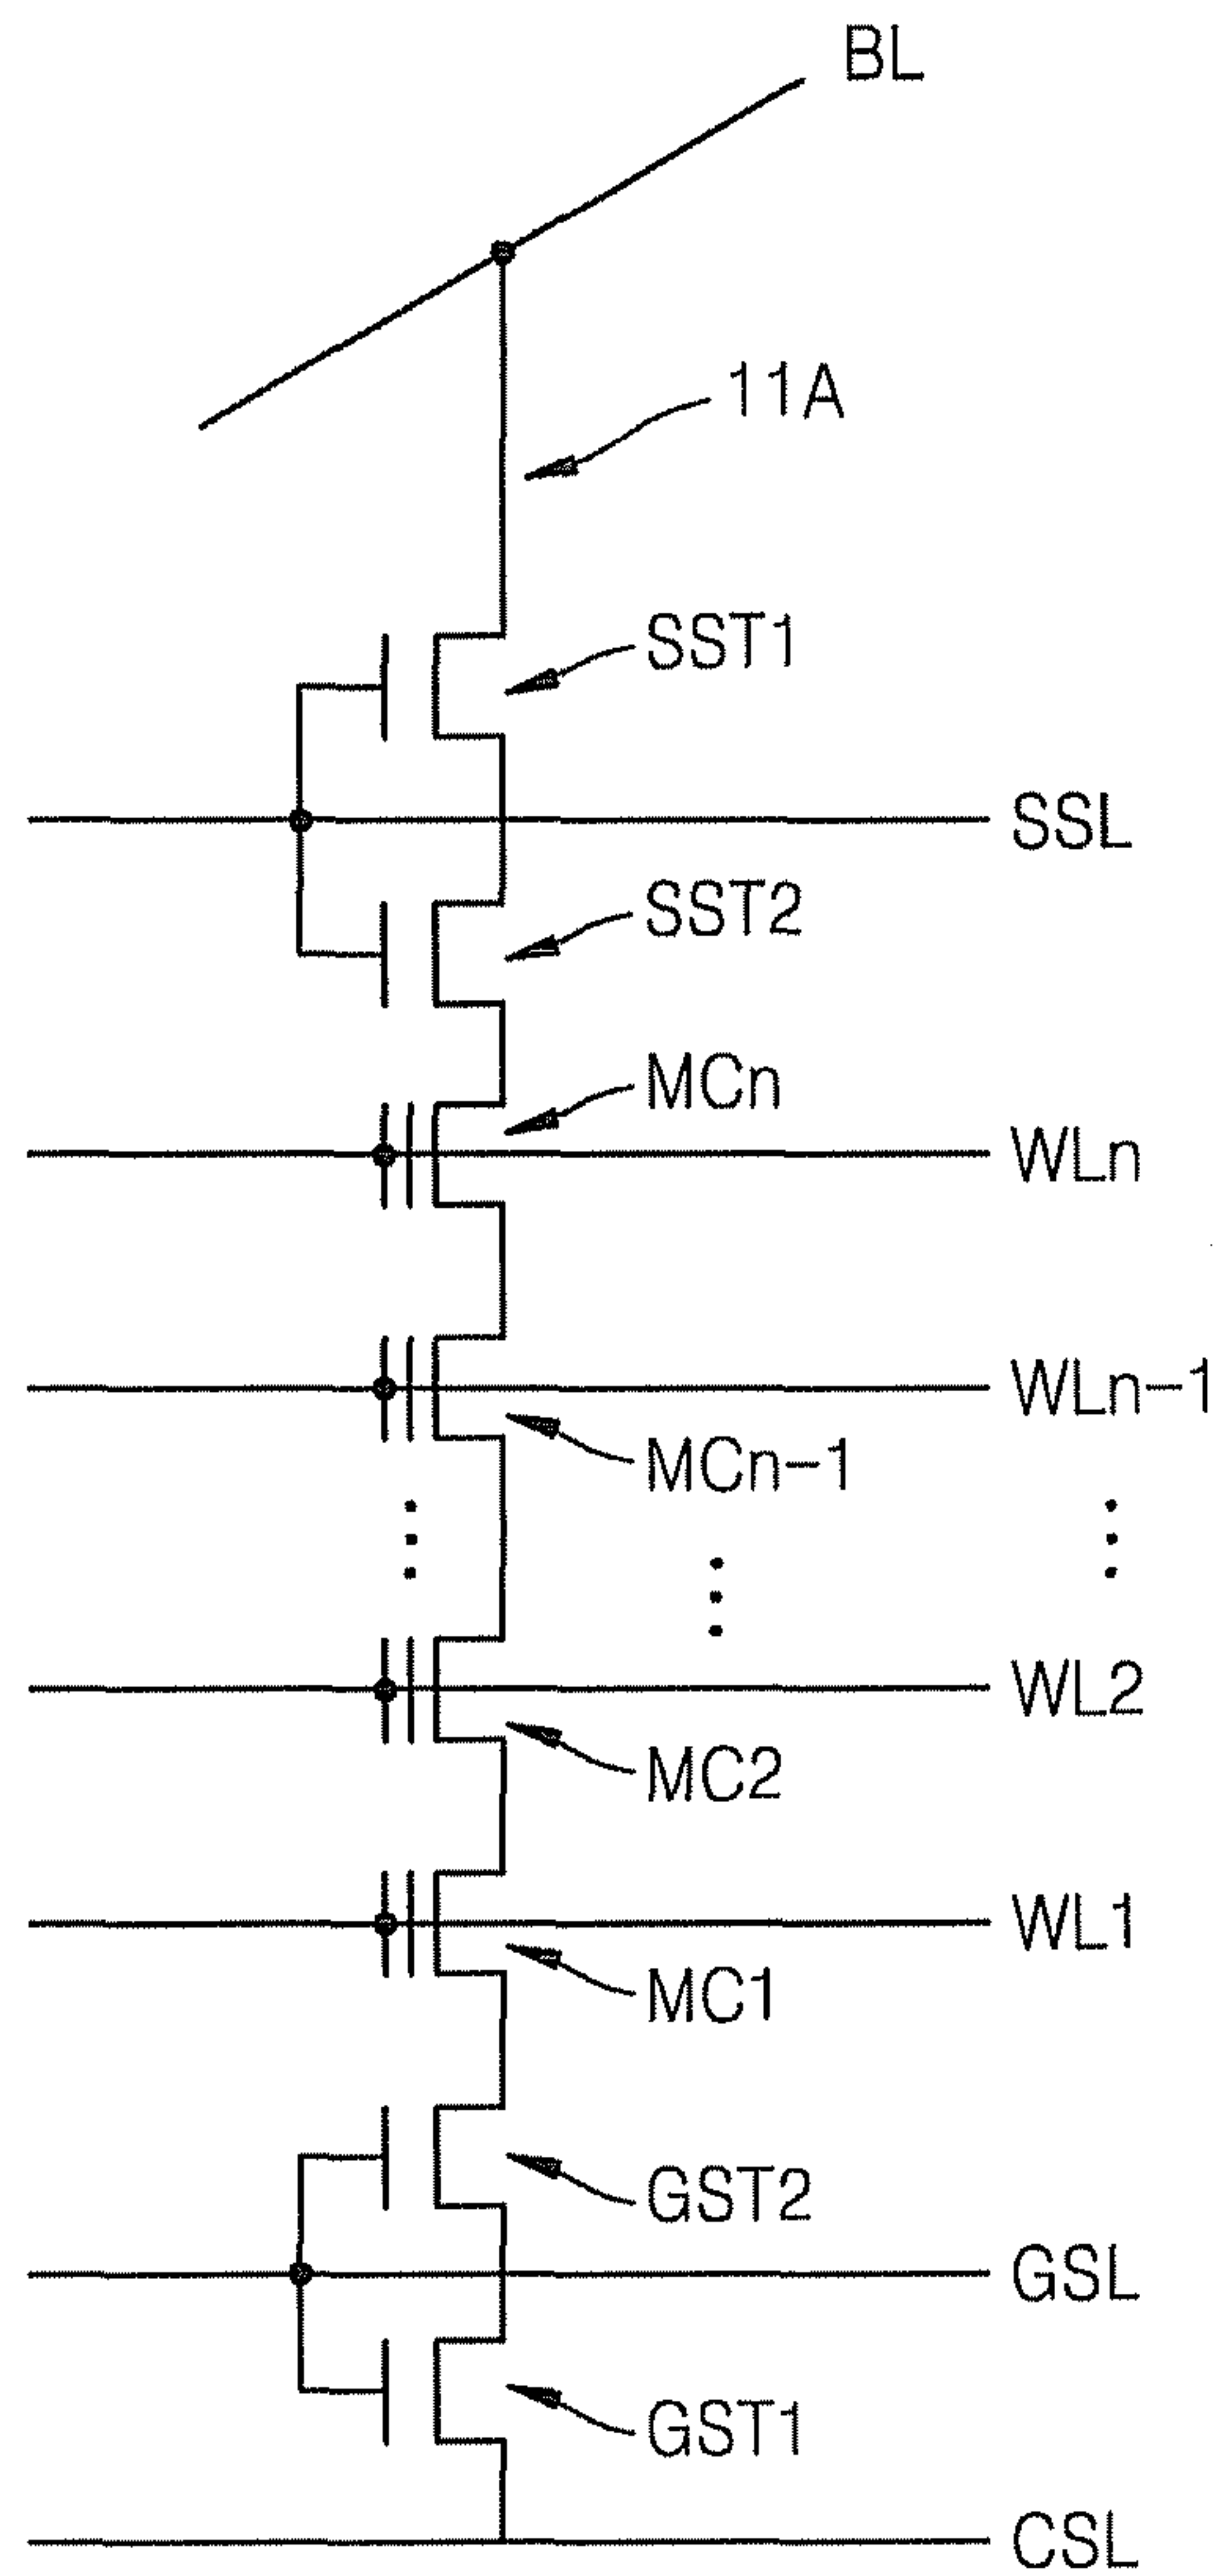 BL
11A
SST1
SSL
SST2
MCn
WLn
WLn-1
MCn-1
WL2
MC2
WL1
MC1
GST2
GSL
GST1
CSL